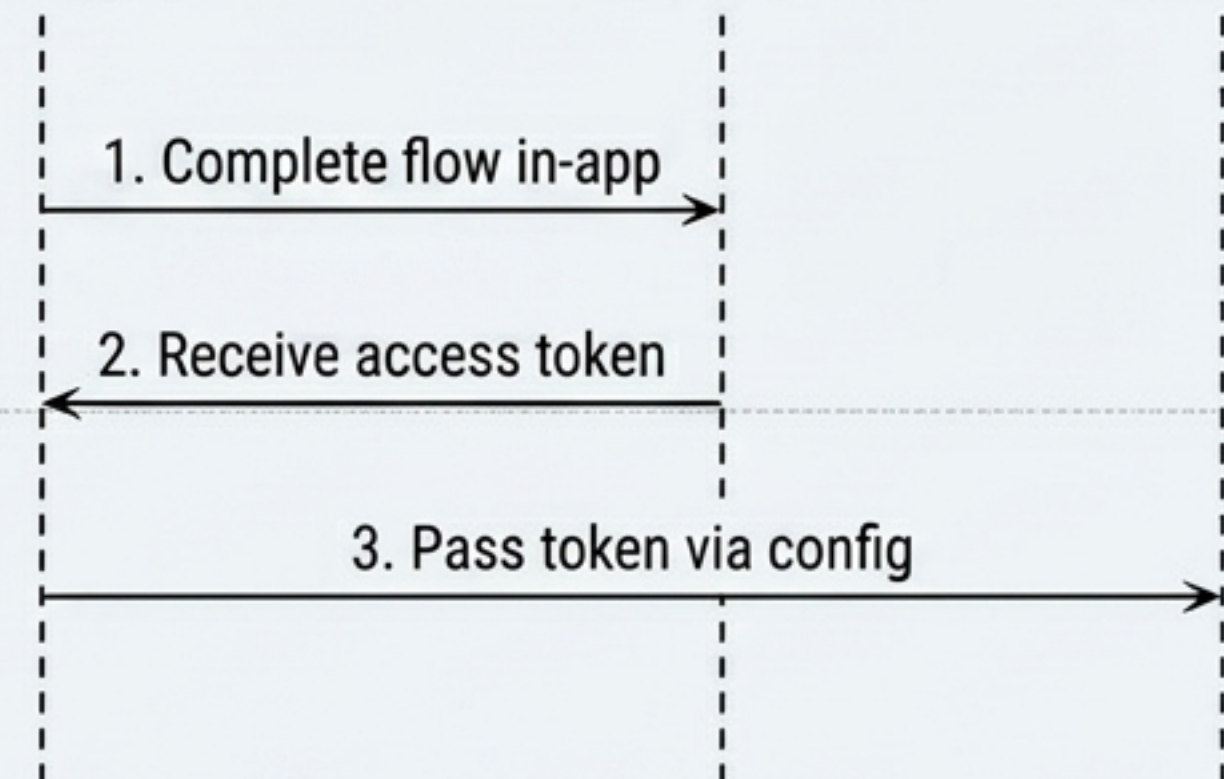 1. Complete flow in-app
2. Receive access token
3. Pass token via config